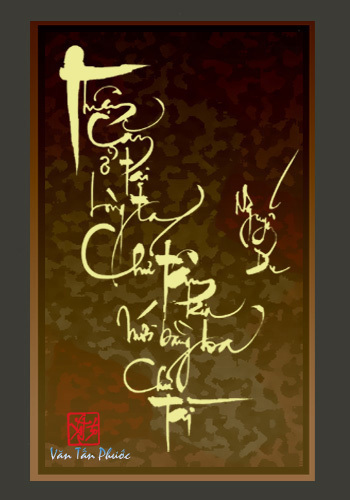 Thiện
Căn
ở tại
lòng ta
Chữ Tâm
kia
mới bằng ba
Chữ
Tài
Nguyễn
Du
Văn Tấn Phước